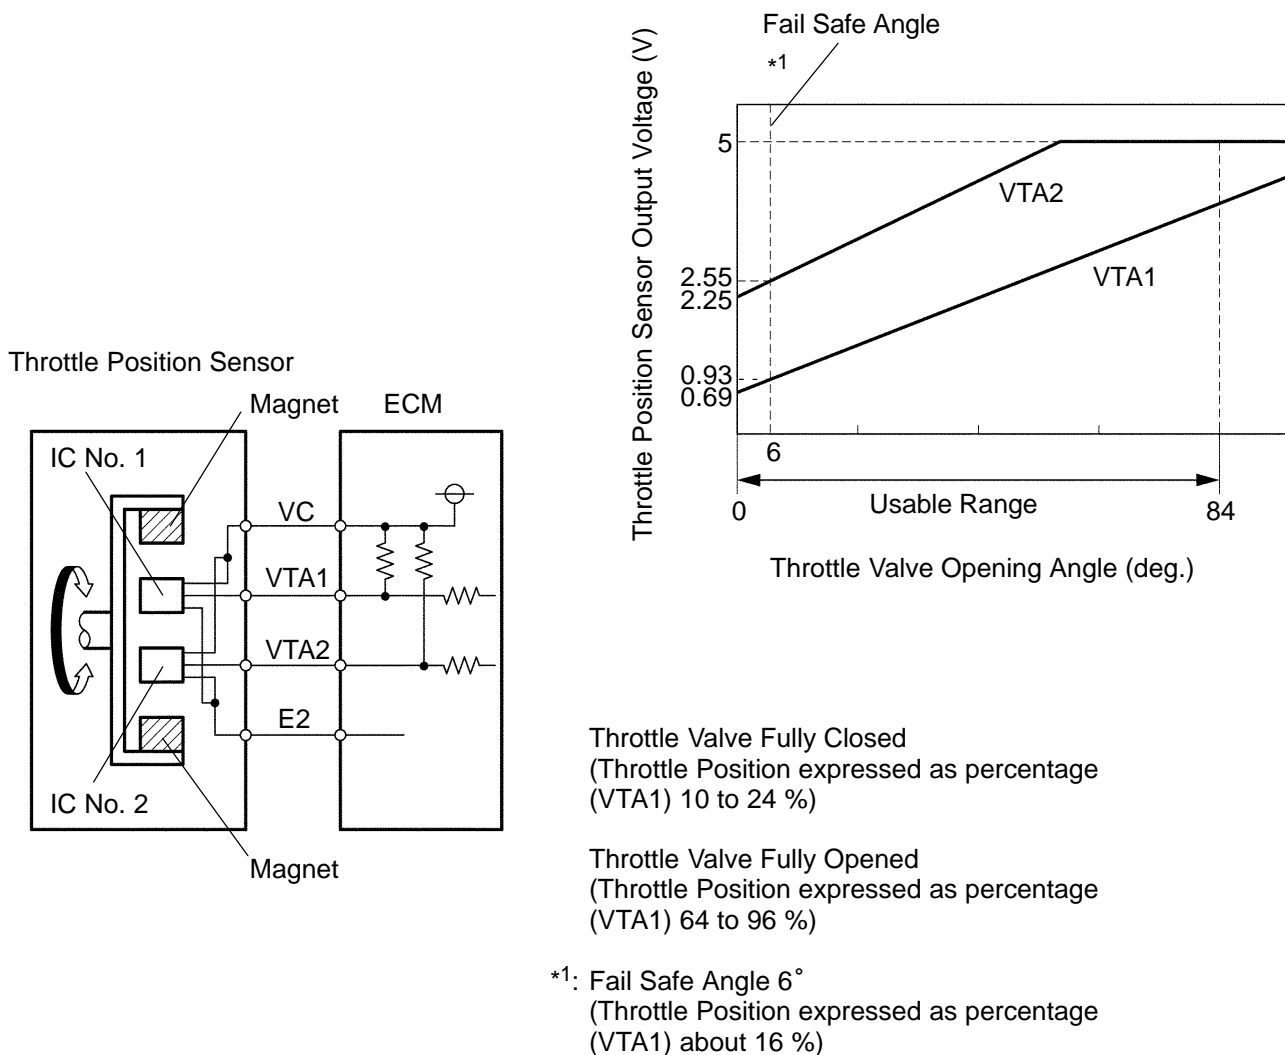 Fail Safe Angle
*1
Throttle Position Sensor Output Voltage (V)
5
2.55
2.25
0.93
0.69
VTA2
VTA1
6
Usable Range
0
84
Throttle Valve Opening Angle (deg.)
Throttle Position Sensor
Magnet
ECM
IC No. 1
VC
VTA1
VTA2
E2
IC No. 2
Magnet
Throttle Valve Fully Closed
(Throttle Position expressed as percentage
(VTA1) 10 to 24 %)
Throttle Valve Fully Opened
(Throttle Position expressed as percentage
(VTA1) 64 to 96 %)
*1: Fail Safe Angle 6°
(Throttle Position expressed as percentage
(VTA1) about 16 %)